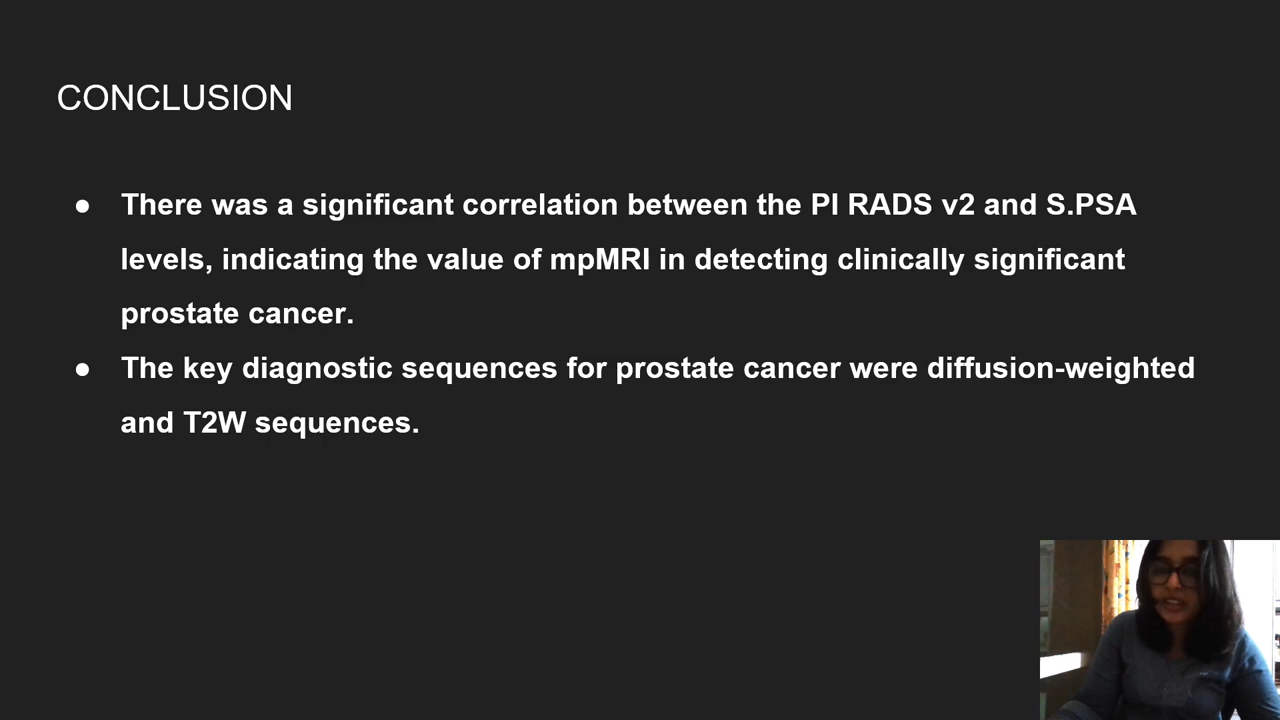 CONCLUSION
● There was a significant correlation between the PI RADS v2 and S.PSA
levels, indicating the value of mpMRI in detecting clinically significant
prostate cancer.
● The key diagnostic sequences for prostate cancer were diffusion-weighted
and T2W sequences.